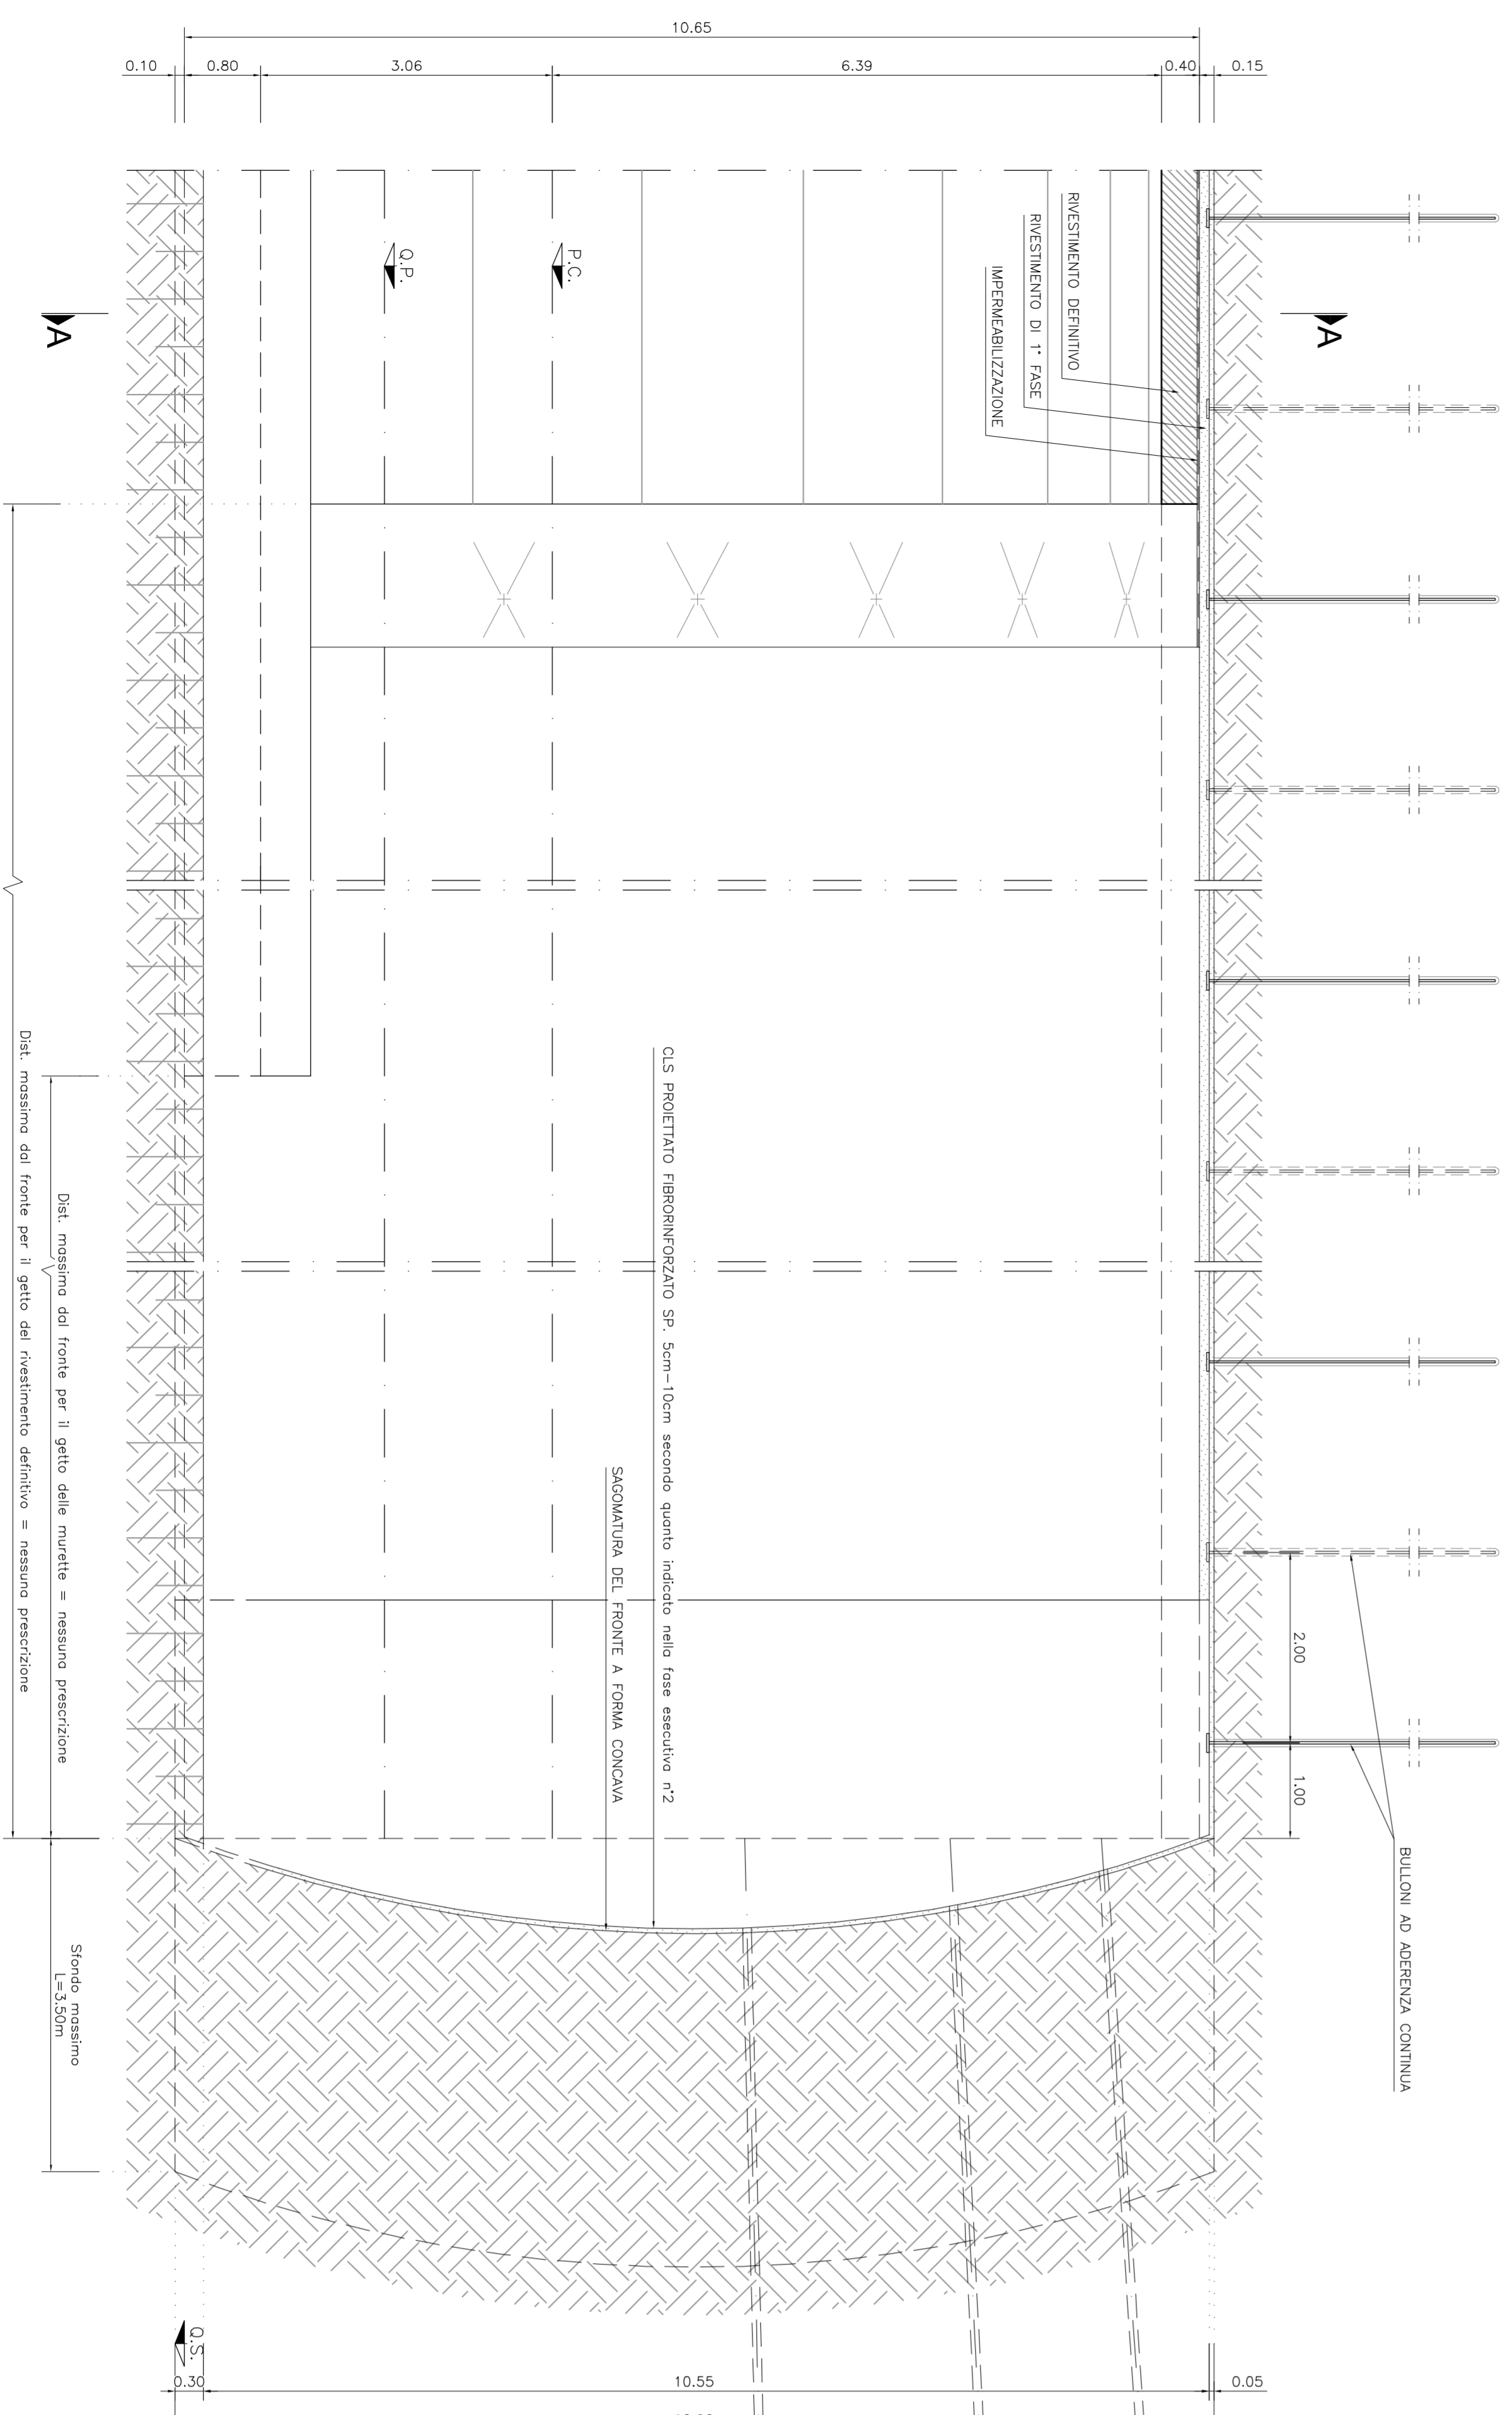 10.65
0.10
0.80
3.06
6.39
0.40
0.15
RIVESTIMENTO DEFINITIVO
RIVESTIMENTO DI 1° FASE
IMPERMEABILIZZAZIONE
Q.P.
P.C.
A
A
CLS PROIETTATO FIBRORINFORZATO SP. 5cm-10cm secondo quanto indicato nella fase esecutiva n°2
SAGOMATURA DEL FRONTE A FORMA CONCAVA
Dist. massima dal fronte per il getto delle murette = nessuna prescrizione
Dist. massima dal fronte per il getto del rivestimento definitivo = nessuna prescrizione
2.00
1.00
BULLONI AD ADERENZA CONTINUA
Sfondo massimo
L=3.50m
Q.S.
0.30
10.55
0.05